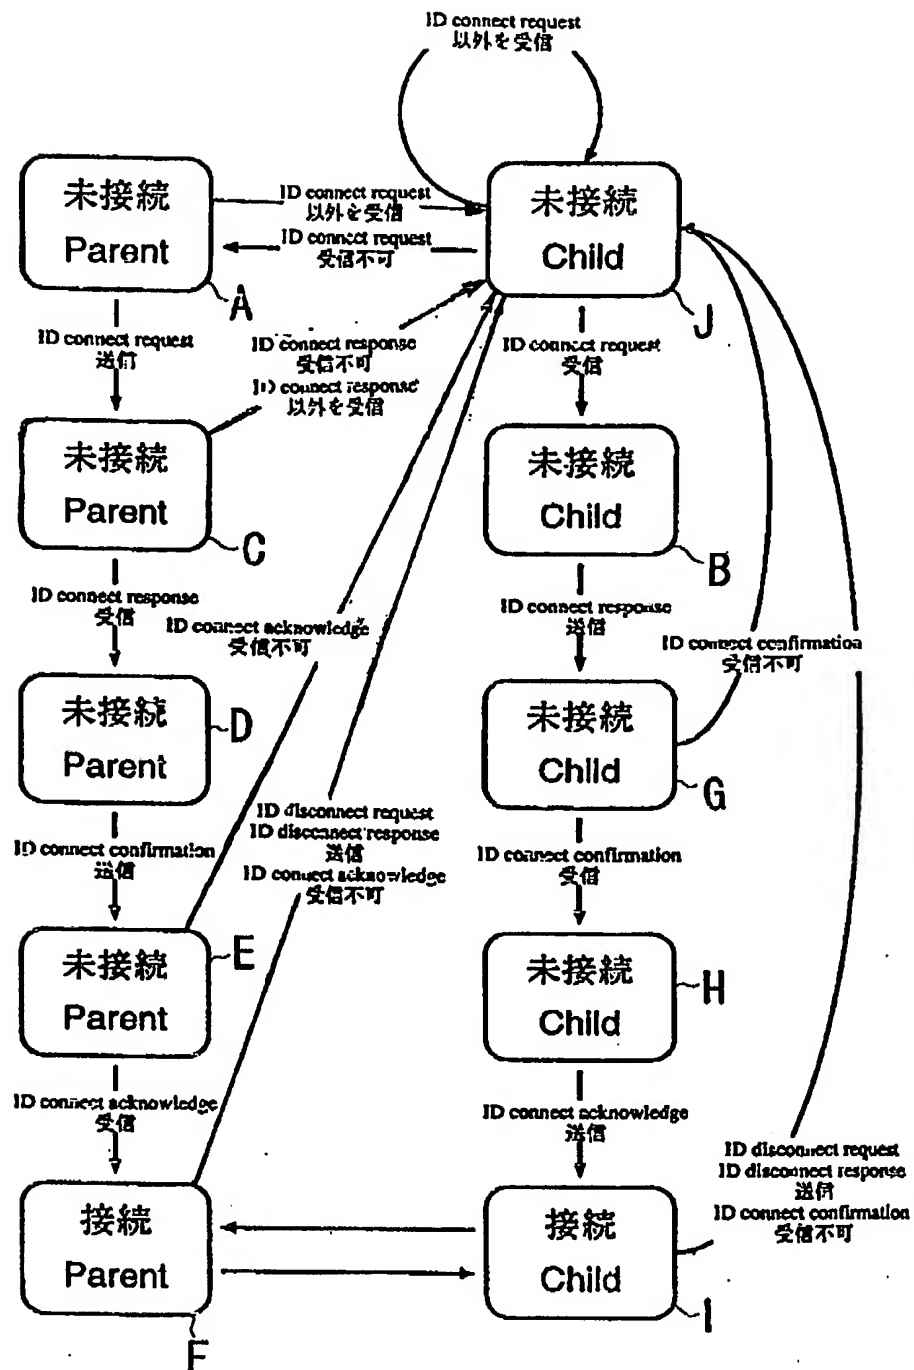 ID connect request
以外を受信
未接続
Parent
A
ID connect request
以外を受信
ID connect request
受信不可
未接続
Child
J
ID connect request
送信
ID connect response
受信不可
ID connect response
以外を受信
ID connect request
受信
未接続
Parent
C
未接続
Child
B
ID connect response
受信
ID connect acknowledge
受信不可
ID connect response
送信
ID connect confirmation
受信不可
未接続
Parent
D
未接続
Child
G
ID connect confirmation
送信
ID disconnect request
ID disconnect response
送信
ID connect acknowledge
受信不可
ID connect confirmation
受信
未接続
Parent
E
未接続
Child
H
ID connect acknowledge
受信
ID connect acknowledge
送信
ID disconnect request
ID disconnect response
送信
ID connect confirmation
受信不可
接続
Parent
F
接続
Child
I